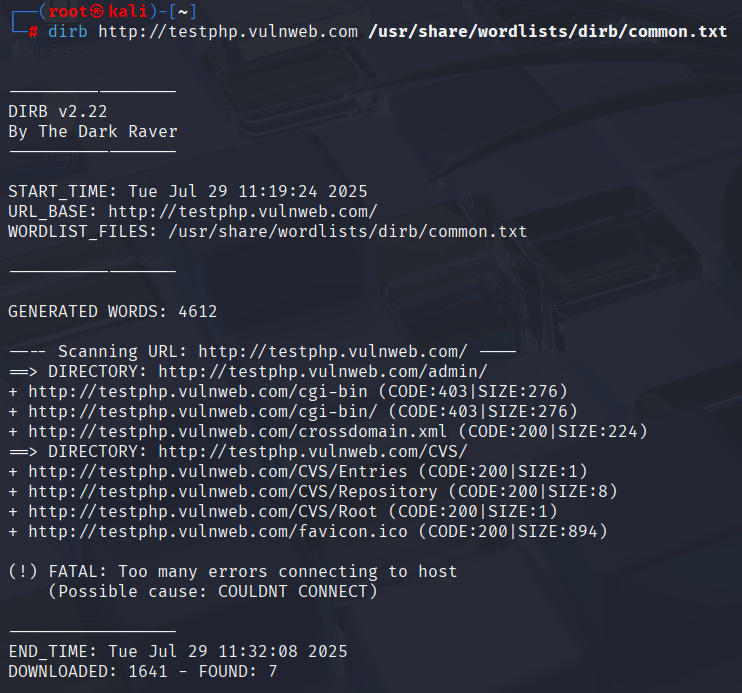 ┌──(root㉿kali)-[~]
└─# dirb http://testphp.vulnweb.com /usr/share/wordlists/dirb/common.txt
File System
-----------------
DIRB v2.22
By The Dark Raver
-----------------
Trash
START_TIME: Tue Jul 29 11:19:24 2025
URL_BASE: http://testphp.vulnweb.com/
WORDLIST_FILES: /usr/share/wordlists/dirb/common.txt
-----------------
GENERATED WORDS: 4612
---- Scanning URL: http://testphp.vulnweb.com/ ----
==> DIRECTORY: http://testphp.vulnweb.com/admin/
+ http://testphp.vulnweb.com/cgi-bin (CODE:403|SIZE:276)
+ http://testphp.vulnweb.com/cgi-bin/ (CODE:403|SIZE:276)
+ http://testphp.vulnweb.com/crossdomain.xml (CODE:200|SIZE:224)
==> DIRECTORY: http://testphp.vulnweb.com/CVS/
+ http://testphp.vulnweb.com/CVS/Entries (CODE:200|SIZE:1)
+ http://testphp.vulnweb.com/CVS/Repository (CODE:200|SIZE:8)
+ http://testphp.vulnweb.com/CVS/Root (CODE:200|SIZE:1)
+ http://testphp.vulnweb.com/favicon.ico (CODE:200|SIZE:894)
(!) FATAL: Too many errors connecting to host
(Possible cause: COULDNT CONNECT)
-----------------
END_TIME: Tue Jul 29 11:32:08 2025
DOWNLOADED: 1641 - FOUND: 7